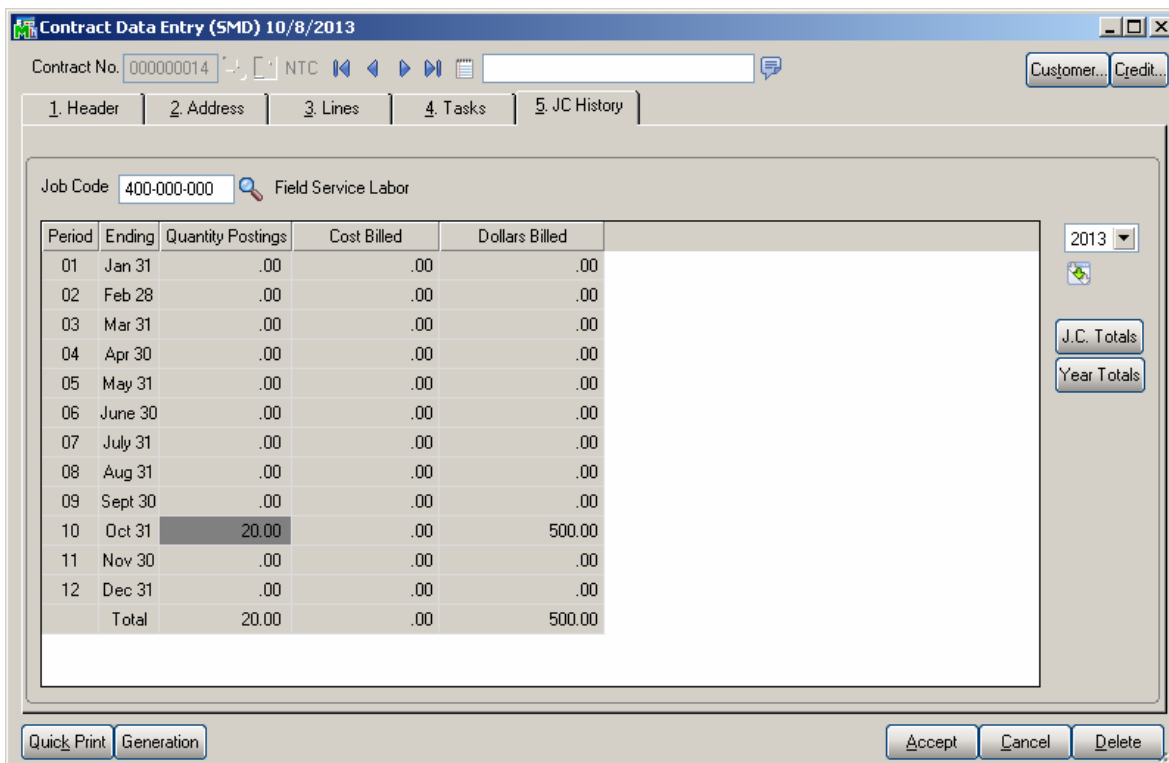 Contract Data Entry (SMD) 10/8/2013
Contract No. 000000014 NTC
Customer... Credit...
1. Header 2. Address 3. Lines 4. Tasks 5. JC History
Job Code 400-000-000 Field Service Labor
Period Ending Quantity Postings Cost Billed Dollars Billed
2013
01 Jan 31 .00 .00 .00
02 Feb 28 .00 .00 .00
03 Mar 31 .00 .00 .00
04 Apr 30 .00 .00 .00
05 May 31 .00 .00 .00
06 June 30 .00 .00 .00
07 July 31 .00 .00 .00
08 Aug 31 .00 .00 .00
09 Sept 30 .00 .00 .00
10 Oct 31 20.00 .00 500.00
11 Nov 30 .00 .00 .00
12 Dec 31 .00 .00 .00
Total 20.00 .00 500.00
J.C. Totals
Year Totals
Quick Print Generation Accept Cancel Delete